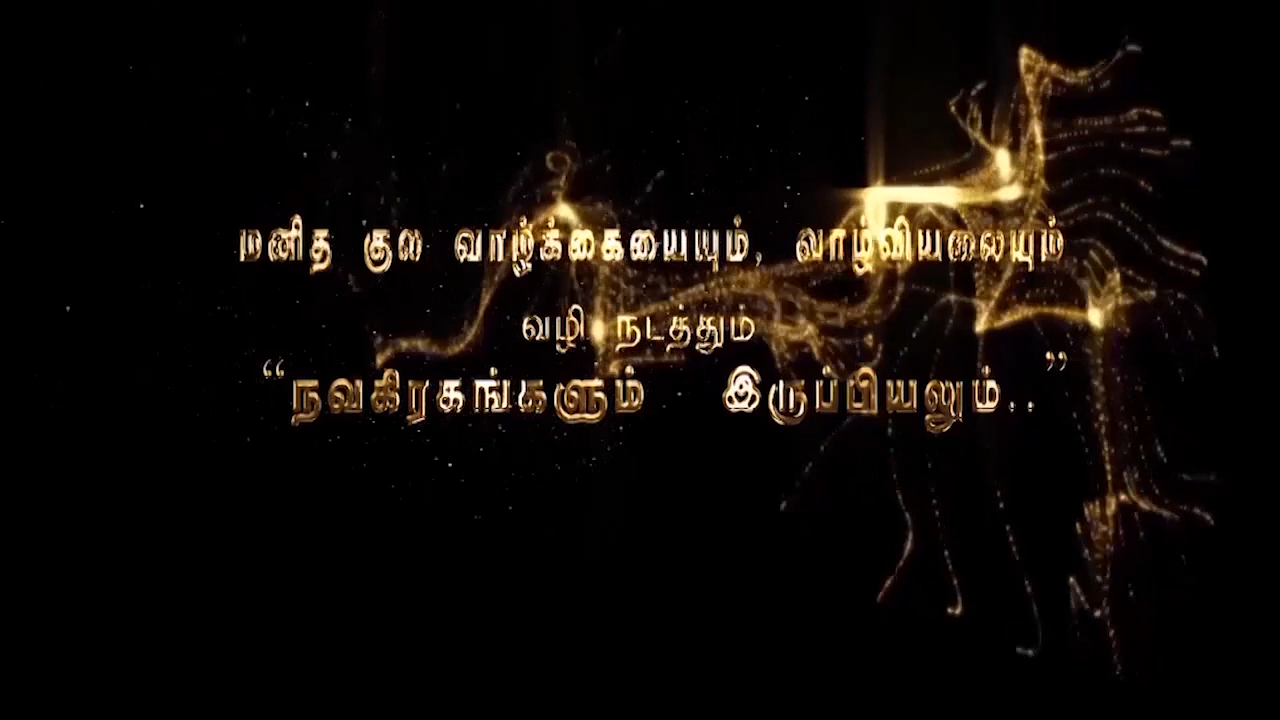 மனித குல வாழ்க்கையையும், வாழ்வியலையும்
வழி நடத்தும்
“நவகிரகங்களும் இருப்பியலும்..”